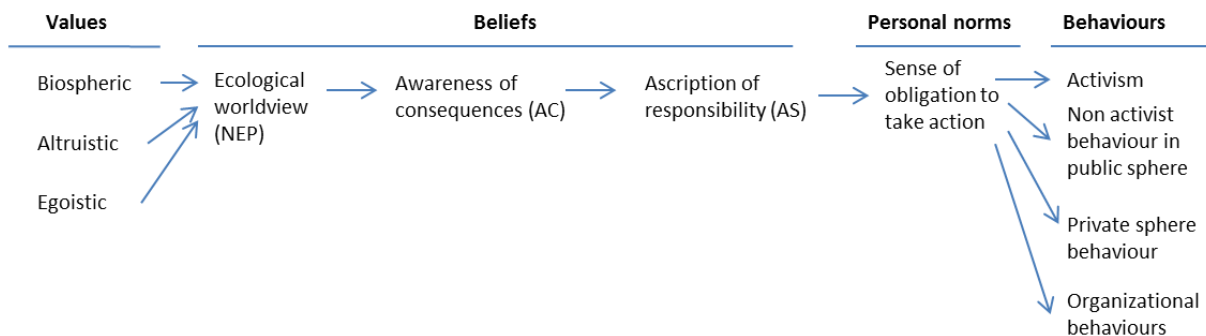 Values
Beliefs
Personal norms
Behaviours
Biospheric
Altruistic
Egoistic
Ecological
worldview
(NEP)
Awareness of
consequences (AC)
Ascription of
responsibility (AS)
Sense of
obligation to
take action
Activism
Non activist
behaviour in
public sphere
Private sphere
behaviour
Organizational
behaviours